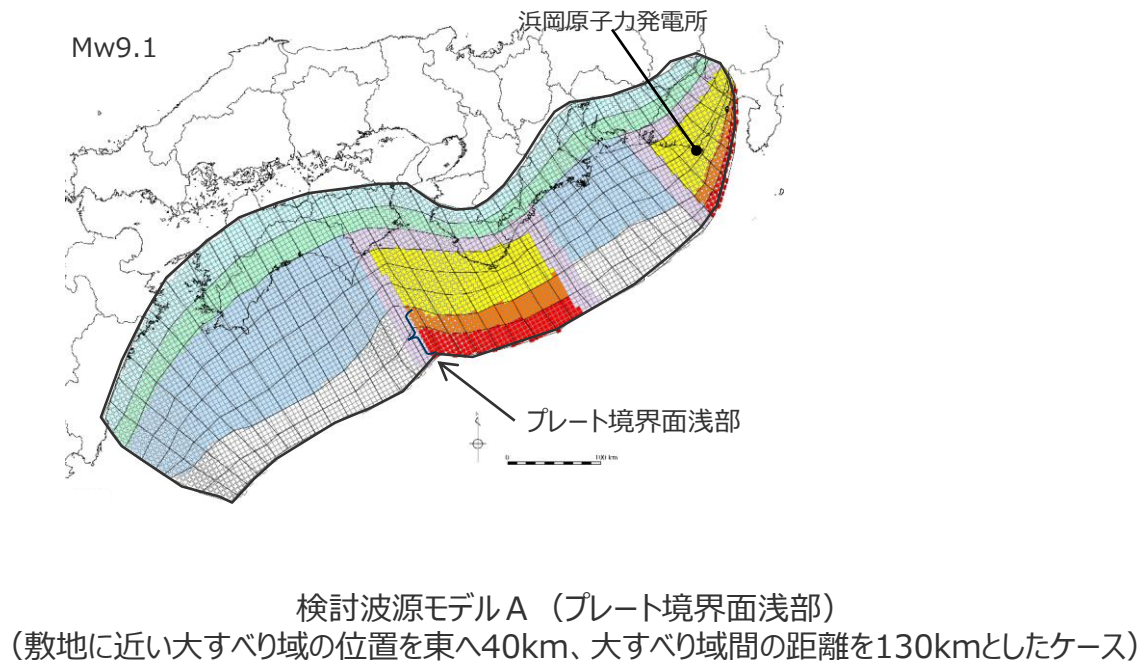 浜岡原子力発電所
Mw9.1
プレート境界面浅部
0 100 km
検討波源モデルA （プレート境界面浅部）
（敷地に近い大すべり域の位置を東へ40km、大すべり域間の距離を130kmとしたケース）